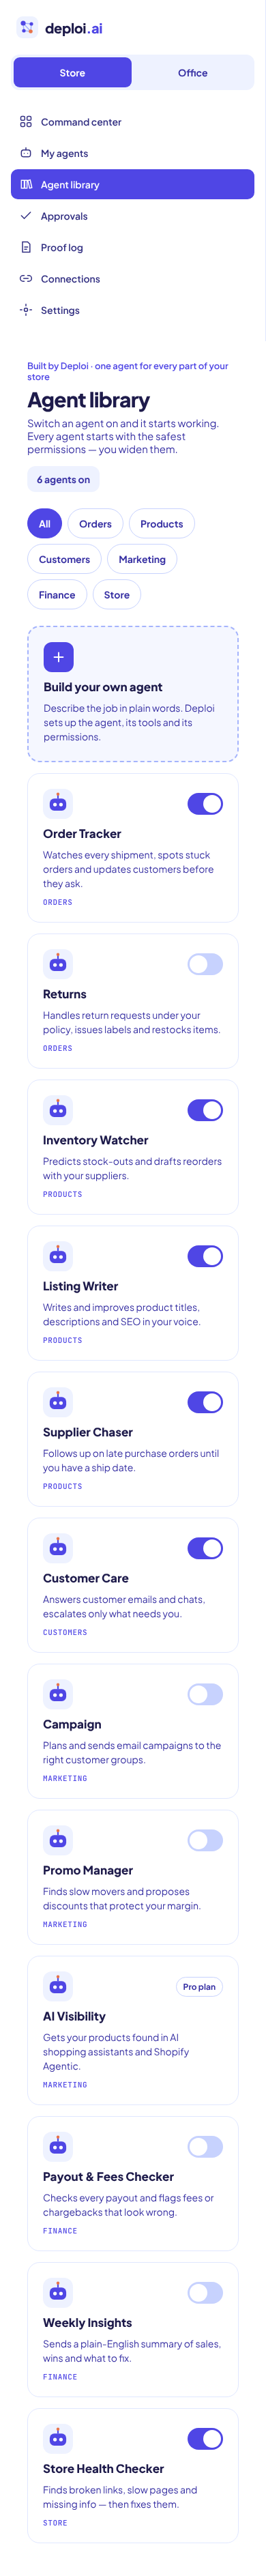 deploi.ai
Store
Office
Command center
My agents
Agent library
Approvals
Proof log
Connections
Settings
Built by Deploi · one agent for every part of your
store
Agent library
Switch an agent on and it starts working.
Every agent starts with the safest
permissions — you widen them.
6 agents on
All
Orders
Products
Customers
Marketing
Finance
Store
Build your own agent
Describe the job in plain words. Deploi
sets up the agent, its tools and its
permissions.
Order Tracker
Watches every shipment, spots stuck
orders and updates customers before
they ask.
ORDERS
Returns
Handles return requests under your
policy, issues labels and restocks items.
ORDERS
Inventory Watcher
Predicts stock-outs and drafts reorders
with your suppliers.
PRODUCTS
Listing Writer
Writes and improves product titles,
descriptions and SEO in your voice.
PRODUCTS
Supplier Chaser
Follows up on late purchase orders until
you have a ship date.
PRODUCTS
Customer Care
Answers customer emails and chats,
escalates only what needs you.
CUSTOMERS
Campaign
Plans and sends email campaigns to the
right customer groups.
MARKETING
Promo Manager
Finds slow movers and proposes
discounts that protect your margin.
MARKETING
Pro plan
AI Visibility
Gets your products found in AI
shopping assistants and Shopify
Agentic.
MARKETING
Payout & Fees Checker
Checks every payout and flags fees or
chargebacks that look wrong.
FINANCE
Weekly Insights
Sends a plain-English summary of sales,
wins and what to fix.
FINANCE
Store Health Checker
Finds broken links, slow pages and
missing info — then fixes them.
STORE